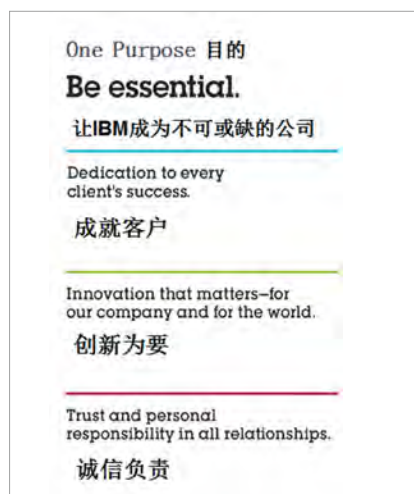 One Purpose 目的
Be essential.
让IBM成为不可或缺的公司
Dedication to every
client's success.
成就客户
Innovation that matters–for
our company and for the world.
创新为要
Trust and personal
responsibility in all relationships.
诚信负责